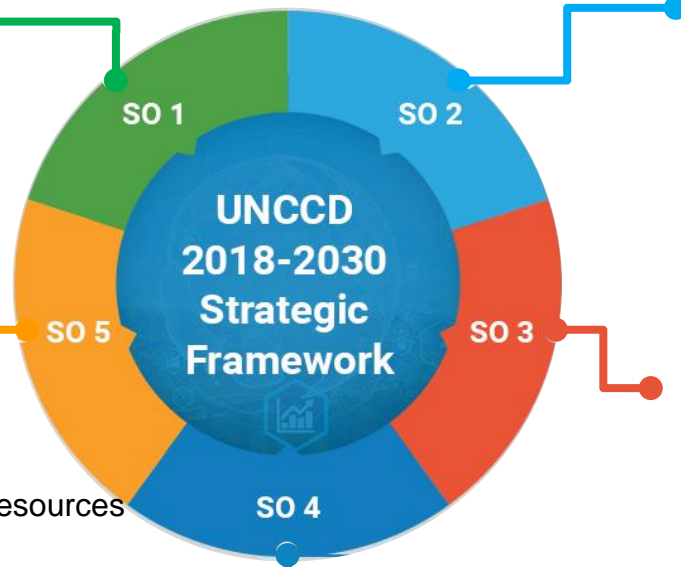 SO 1
SO 2
UNCCD
2018-2030
Strategic
Framework
SO 5
SO 3
esources
SO 4